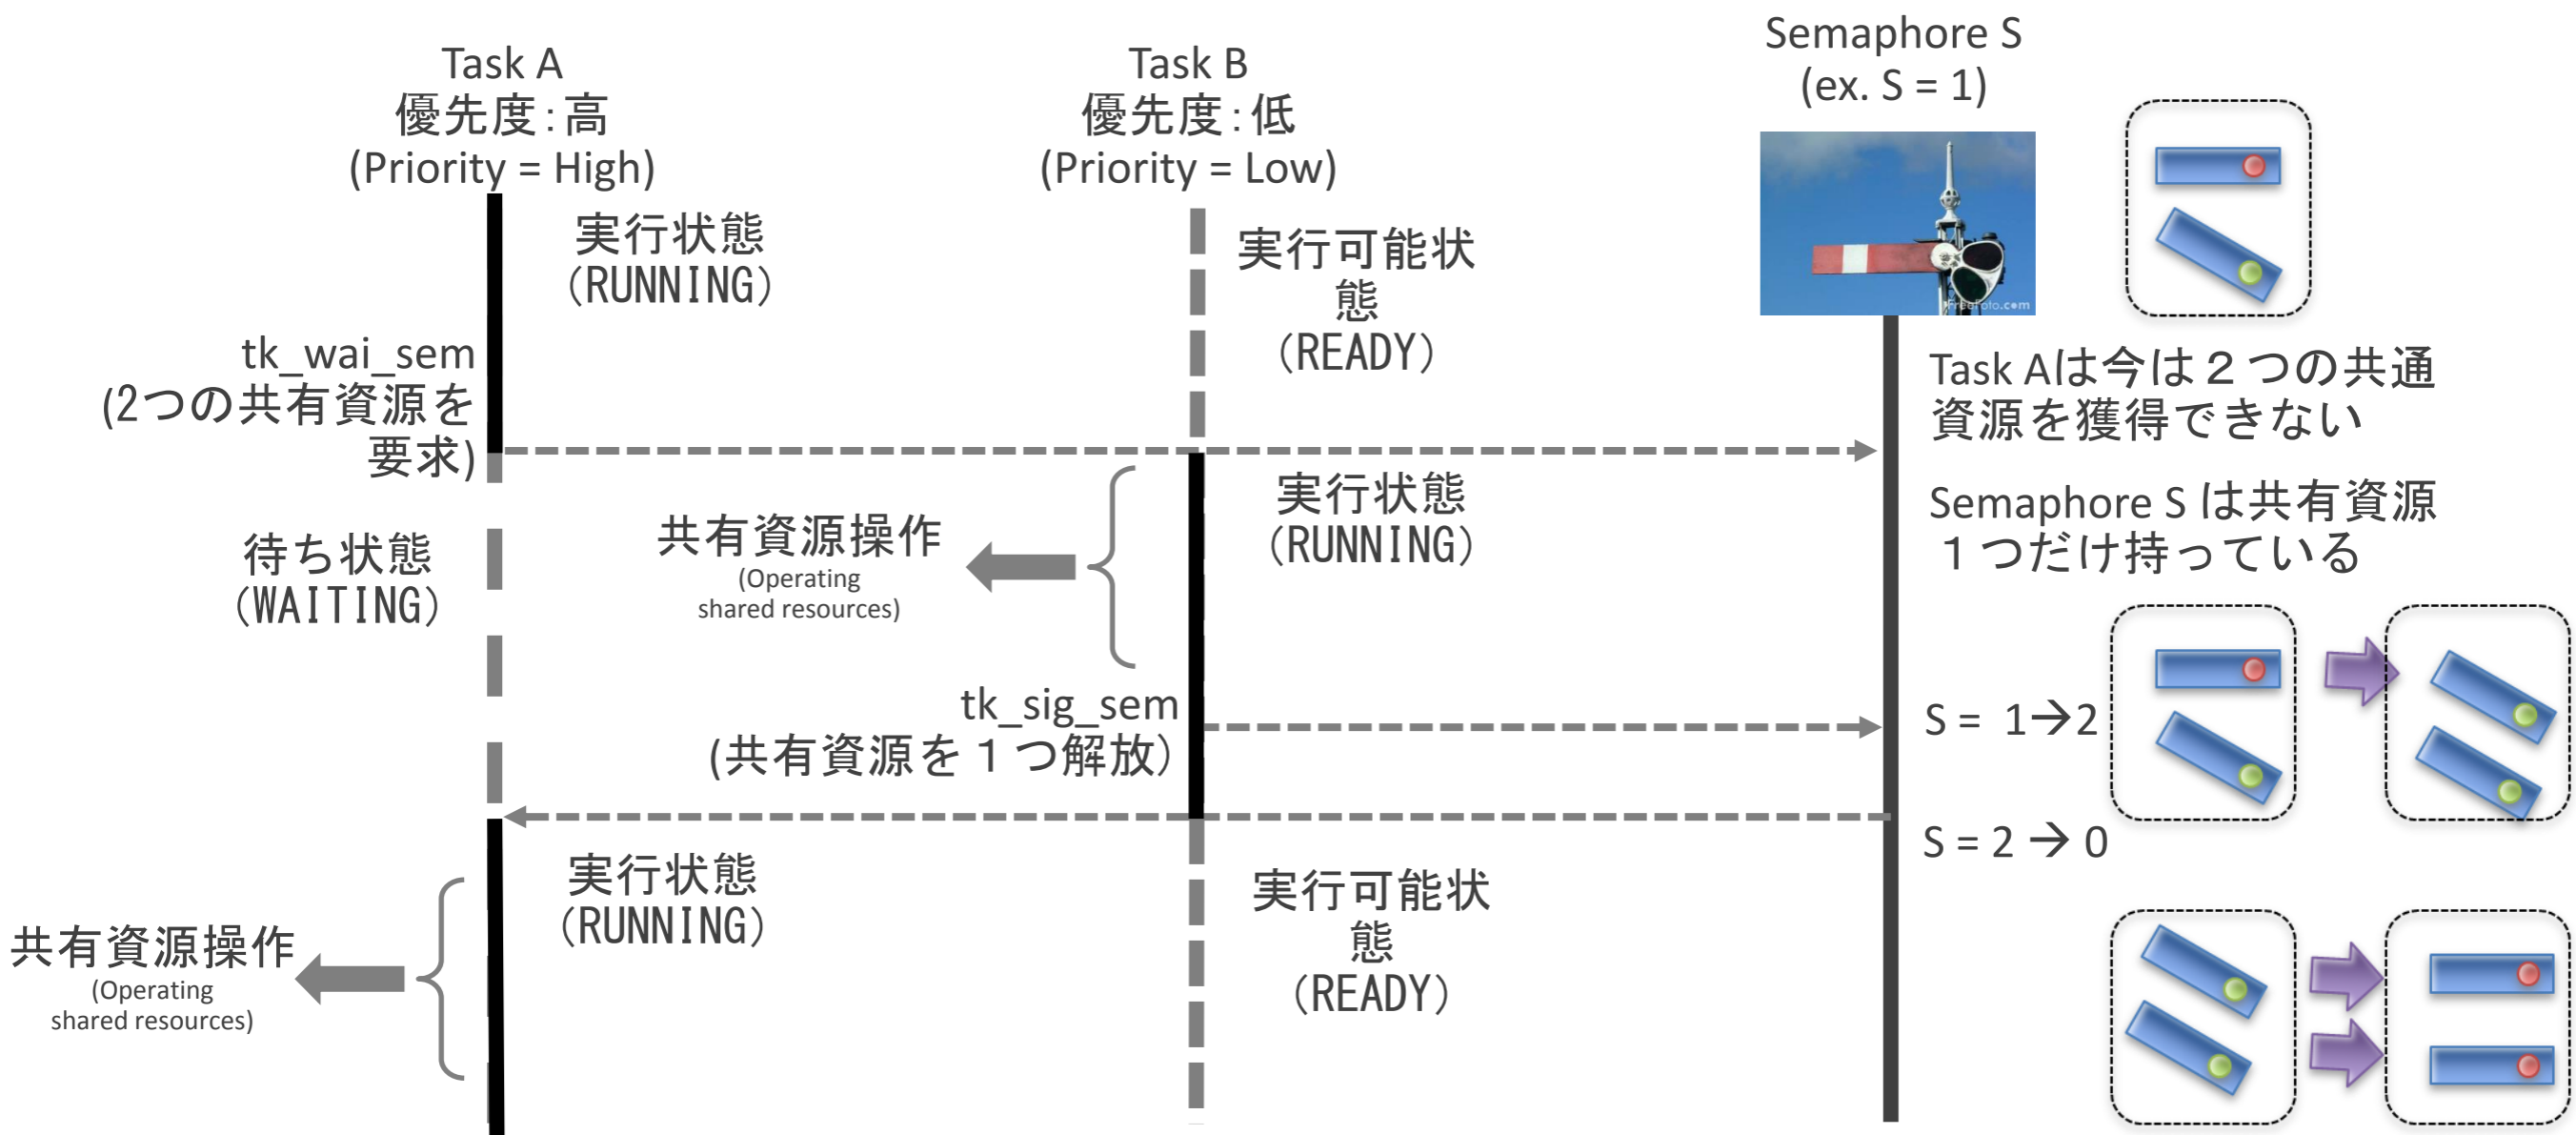 Task A
優先度:高
(Priority = High)
Task B
優先度:低
(Priority = Low)
Semaphore S
(ex. S = 1)
実行状態
(RUNNING)
実行可能状
態
(READY)
FreeFoto.com
tk_wai_sem
(2つの共有資源を
要求)
Task Aは今は２つの共通
資源を獲得できない
Semaphore S は共有資源
１つだけ持っている
待ち状態
(WAITING)
共有資源操作
(Operating
shared resources)
実行状態
(RUNNING)
tk_sig_sem
(共有資源を１つ解放)
S = 1→2
S = 2 → 0
実行状態
(RUNNING)
実行可能状
態
(READY)
共有資源操作
(Operating
shared resources)